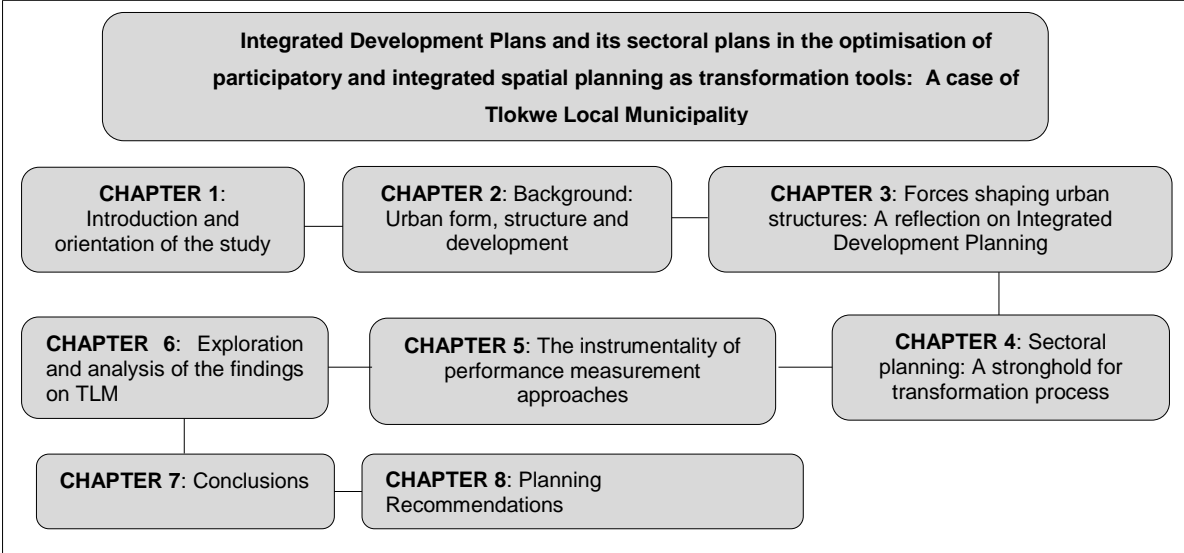 Integrated Development Plans and its sectoral plans in the optimisation of
participatory and integrated spatial planning as transformation tools: A case of
Tlokwe Local Municipality
CHAPTER 1:
Introduction and
orientation of the study
CHAPTER 2: Background:
Urban form, structure and
development
CHAPTER 3: Forces shaping urban
structures: A reflection on Integrated
Development Planning
CHAPTER 6: Exploration
and analysis of the findings
on TLM
CHAPTER 5: The instrumentality of
performance measurement
approaches
CHAPTER 4: Sectoral
planning: A stronghold for
transformation process
CHAPTER 7: Conclusions
CHAPTER 8: Planning
Recommendations